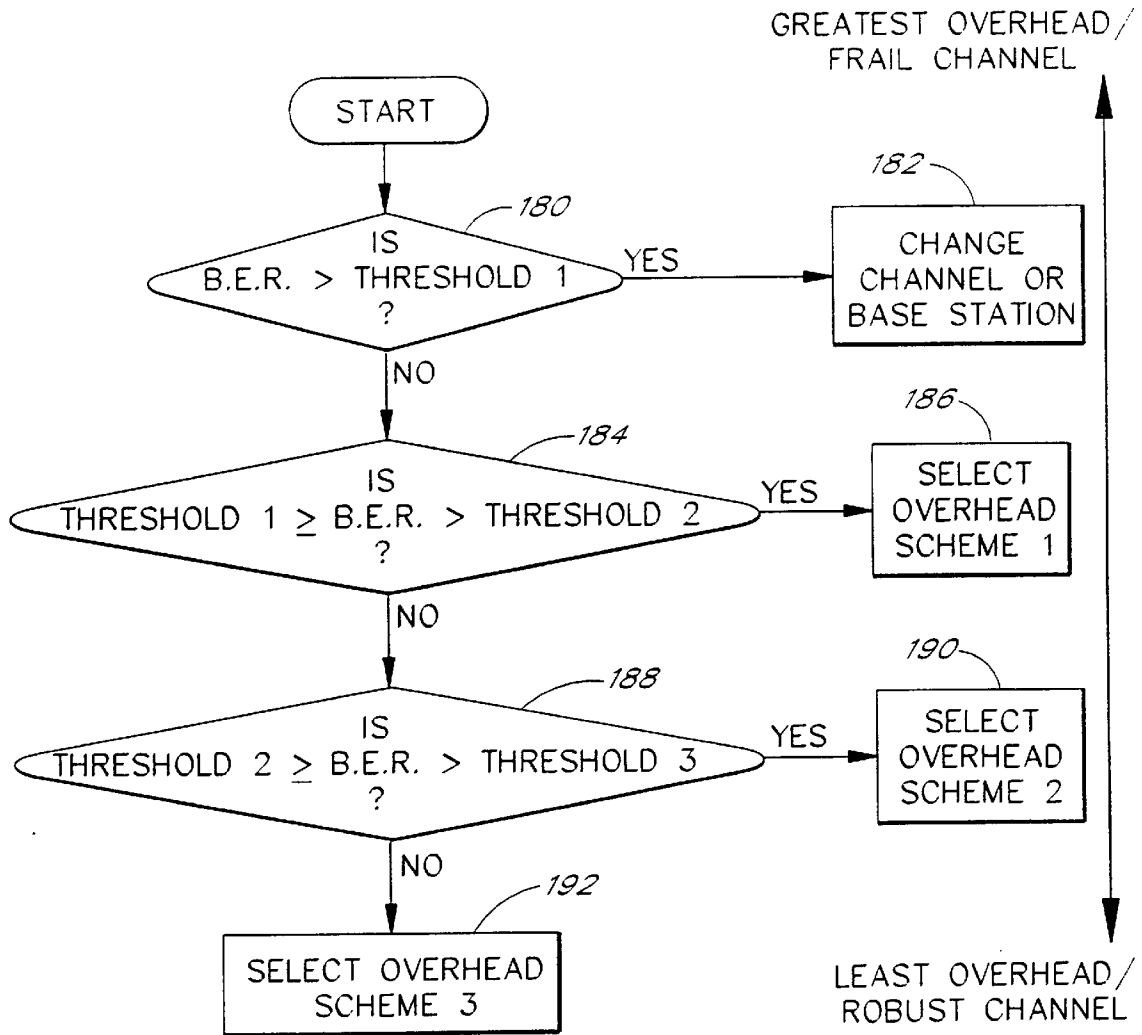 GREATEST OVERHEAD/
FRAIL CHANNEL
START
180
IS
B.E.R. > THRESHOLD 1
?
YES
182
CHANGE
CHANNEL OR
BASE STATION
NO
184
IS
THRESHOLD 1 ≥ B.E.R. > THRESHOLD 2
?
YES
186
SELECT
OVERHEAD
SCHEME 1
NO
188
IS
THRESHOLD 2 ≥ B.E.R. > THRESHOLD 3
?
YES
190
SELECT
OVERHEAD
SCHEME 2
NO
192
SELECT OVERHEAD
SCHEME 3
LEAST OVERHEAD/
ROBUST CHANNEL